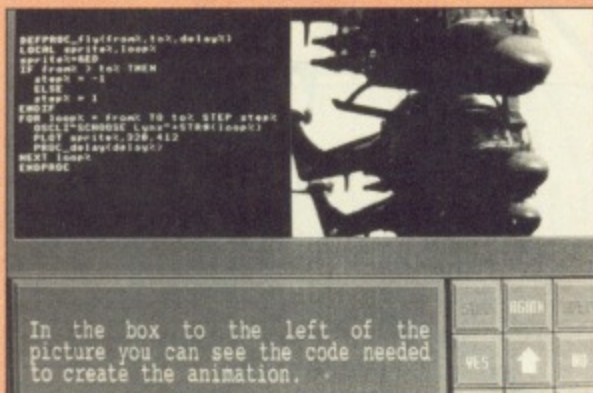 DEFPROC_fly(from%,to%,delay%)
LOCAL sprite%,loop%
sprite%=&ED
IF from% > to% THEN
step% = -1
ELSE
step% = 1
ENDIF
FOR loop% = from% TO to% STEP step%
OSCLI"SCHOOSE Lynx"+STR$(loop%)
PLOT sprite%,320,412
PROC_delay(delay%)
NEXT loop%
ENDPROC
In the box to the left of the
picture you can see the code needed
to create the animation.
AGAIN
YES
NO